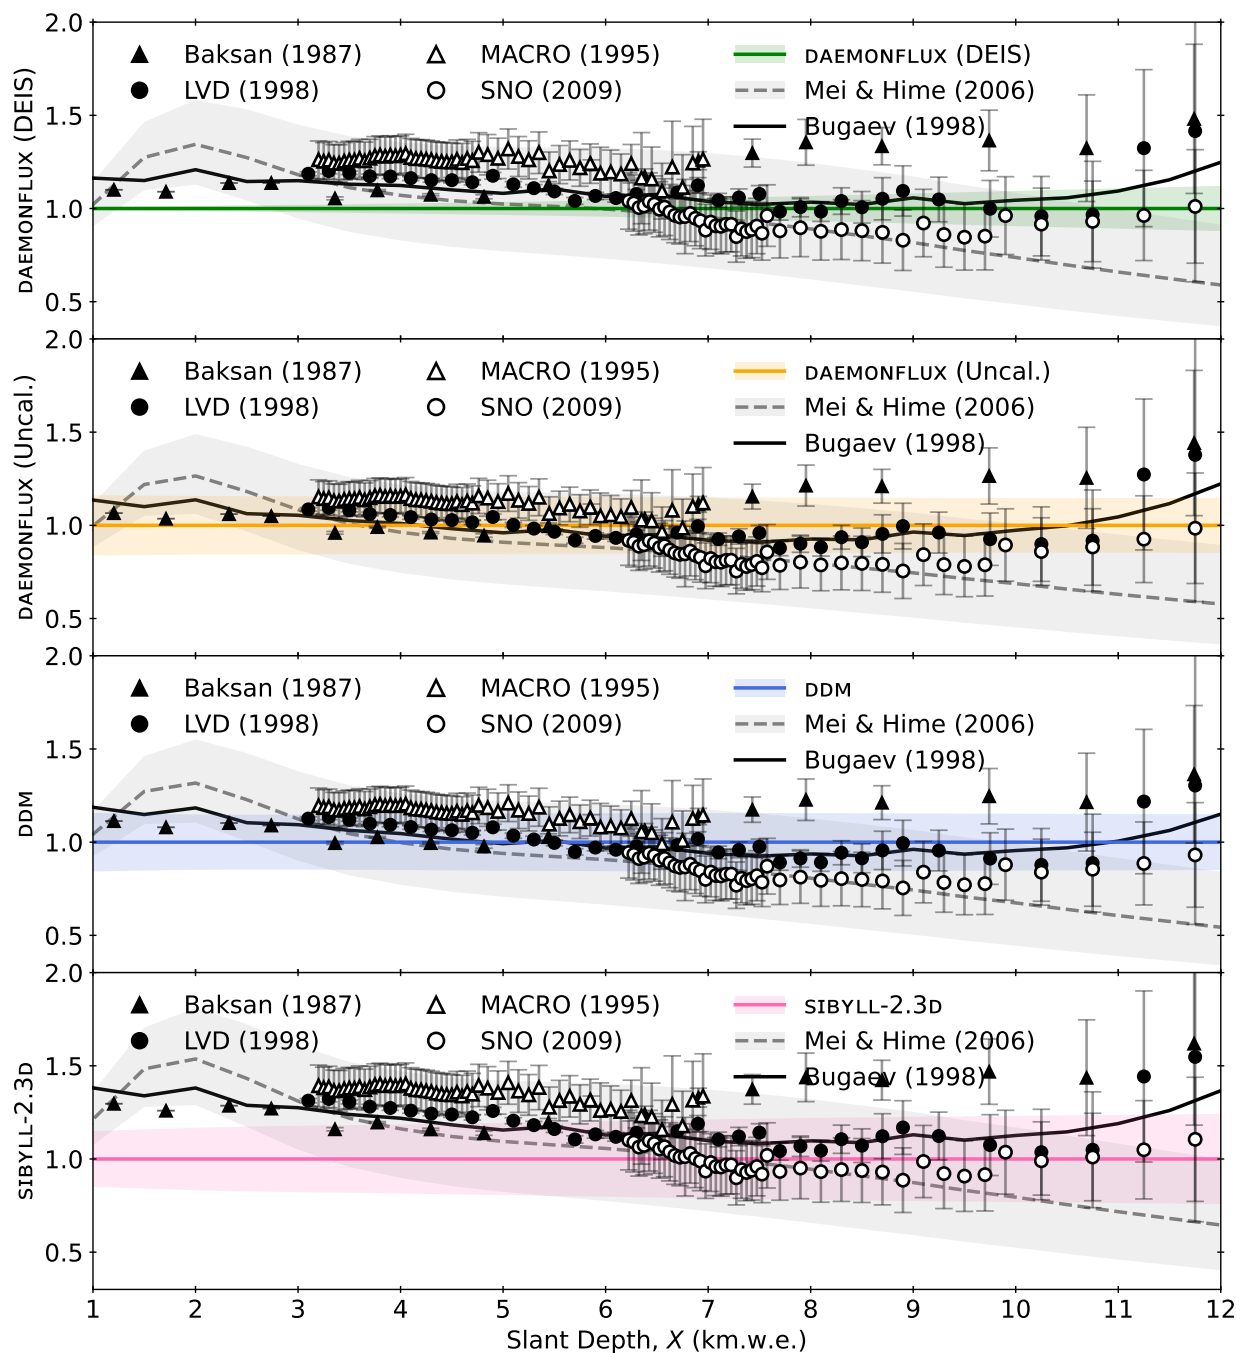 DAEMONFLUX (DEIS)
2.0
1.5
1.0
0.5
Baksan (1987)
LVD (1998)
MACRO (1995)
SNO (2009)
DAEMONFLUX (DEIS)
Mei & Hime (2006)
Bugaev (1998)
DAEMONFLUX (Uncal.)
2.0
1.5
1.0
0.5
Baksan (1987)
LVD (1998)
MACRO (1995)
SNO (2009)
DAEMONFLUX (Uncal.)
Mei & Hime (2006)
Bugaev (1998)
DDM
2.0
1.5
1.0
0.5
Baksan (1987)
LVD (1998)
MACRO (1995)
SNO (2009)
DDM
Mei & Hime (2006)
Bugaev (1998)
SIBYLL-2.3D
2.0
1.5
1.0
0.5
Baksan (1987)
LVD (1998)
MACRO (1995)
SNO (2009)
SIBYLL-2.3D
Mei & Hime (2006)
Bugaev (1998)
1 2 3 4 5 6 7 8 9 10 11 12
Slant Depth, X (km.w.e.)